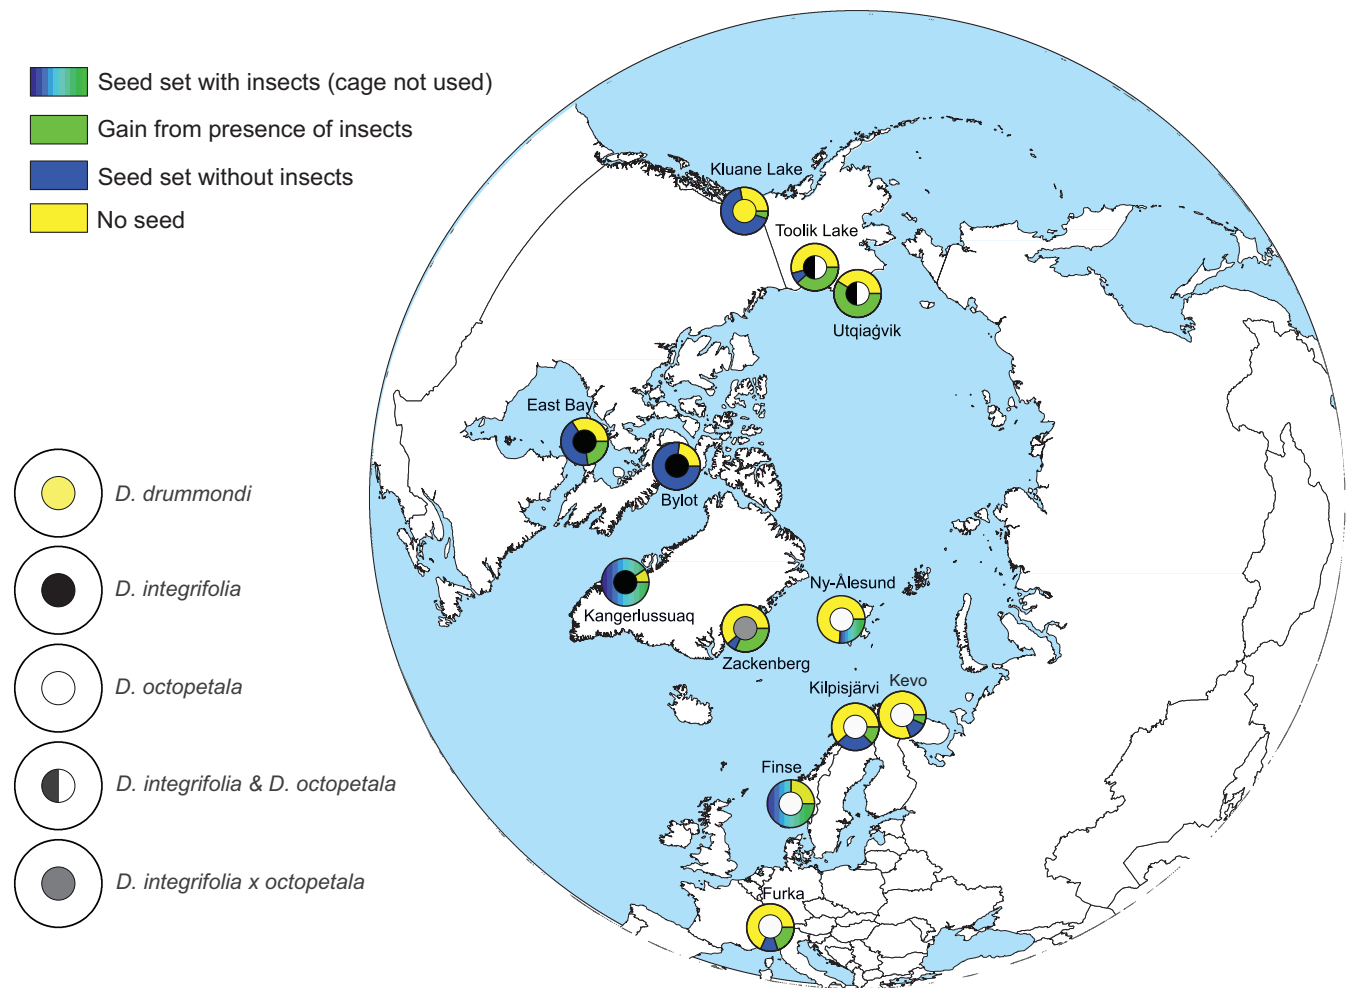 Seed set with insects (cage not used)
Gain from presence of insects
Seed set without insects
No seed
Kluane Lake
Toolik Lake
Utqiaġvik
East Bay
Bylot
Kangerlussuaq
Zackenberg
Ny-Ålesund
Kilpisjärvi
Kevo
Finse
Furka
D. drummondi
D. integrifolia
D. octopetala
D. integrifolia & D. octopetala
D. integrifolia x octopetala